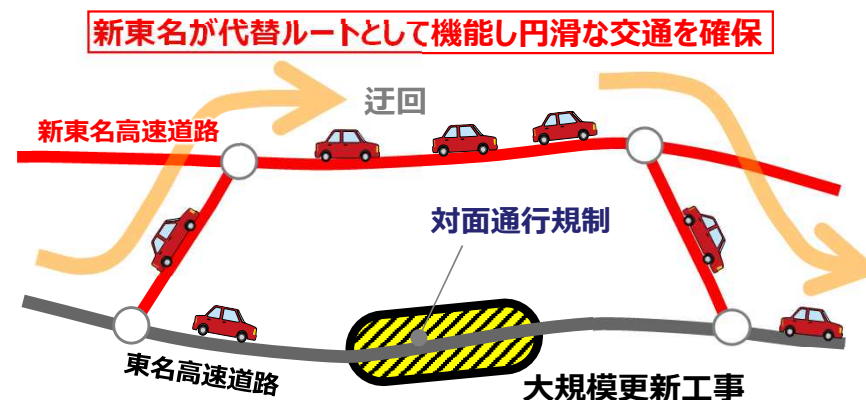 新東名が代替ルートとして機能し円滑な交通を確保
迂回
新東名高速道路
対面通行規制
東名高速道路
大規模更新工事